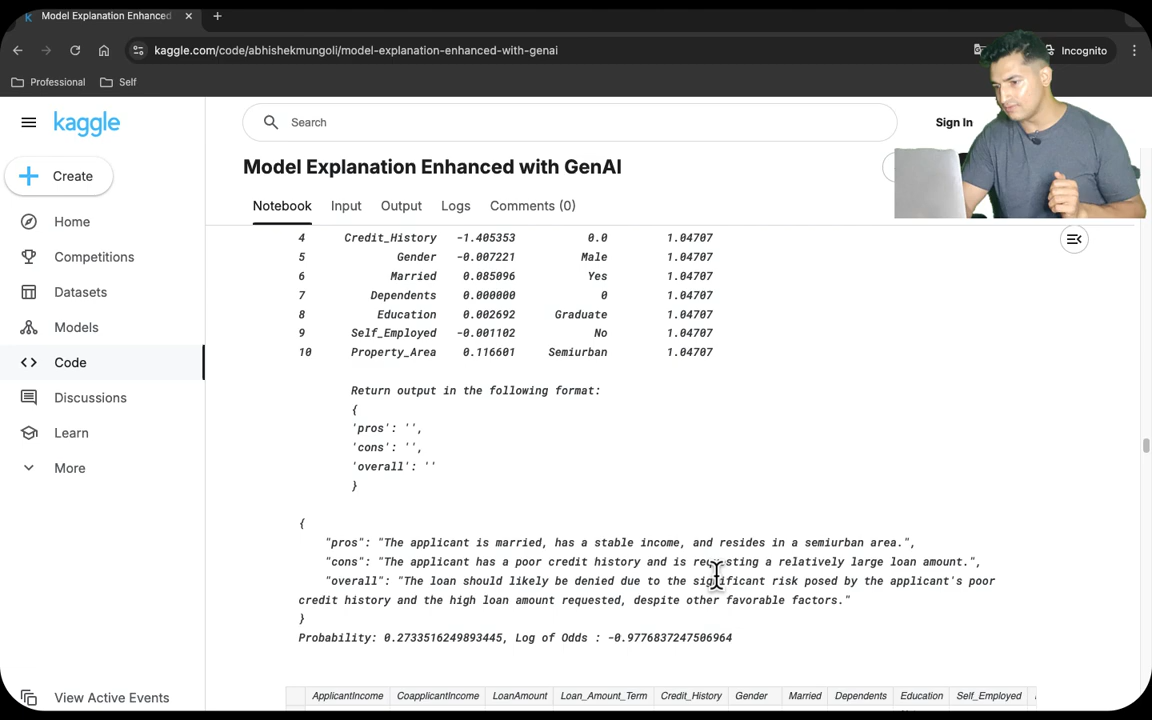 Model Explanation Enhanced
kaggle.com/code/abhishekmungoli/model-explanation-enhanced-with-genai
Incognito
Professional
Self
kaggle
Search
Sign In
Create
Model Explanation Enhanced with GenAI
Notebook
Input
Output
Logs
Comments (0)
Home
Competitions
Datasets
Models
Code
Discussions
Learn
More
View Active Events
4 Credit_History -1.405353 0.0 1.04707
5 Gender -0.007221 Male 1.04707
6 Married 0.085096 Yes 1.04707
7 Dependents 0.000000 0 1.04707
8 Education 0.002692 Graduate 1.04707
9 Self_Employed -0.001102 No 1.04707
10 Property_Area 0.116601 Semiurban 1.04707
Return output in the following format:
{
'pros': '',
'cons': '',
'overall': ''
}
{
"pros": "The applicant is married, has a stable income, and resides in a semiurban area.",
"cons": "The applicant has a poor credit history and is requesting a relatively large loan amount.",
"overall": "The loan should likely be denied due to the significant risk posed by the applicant's poor
credit history and the high loan amount requested, despite other favorable factors."
}
Probability: 0.2733516249893445, Log of Odds : -0.9776837247506964
ApplicantIncome CoapplicantIncome LoanAmount Loan_Amount_Term Credit_History Gender Married Dependents Education Self_Employed